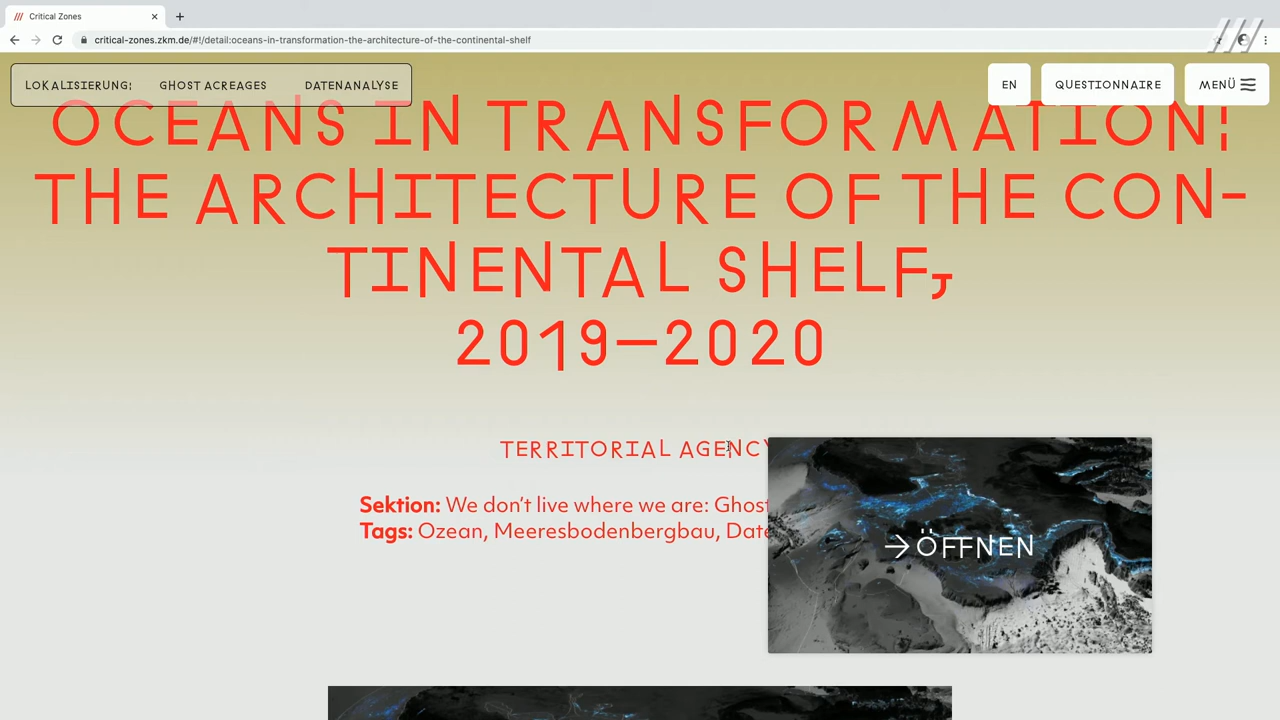 Critical Zones
critical-zones.zkm.de/#!/detail:oceans-in-transformation-the-architecture-of-the-continental-shelf
LOKALISIERUNG: GHOST ACREAGES DATENANALYSE
EN QUESTIONNAIRE MENÜ
OCEANS IN TRANSFORMATION:
THE ARCHITECTURE OF THE CON-
TINENTAL SHELF,
2019—2020
TERRITORIAL AGENCY
Sektion: We don't live where we are: Ghost
Tags: Ozean, Meeresbodenbergbau,
→ÖFFNEN